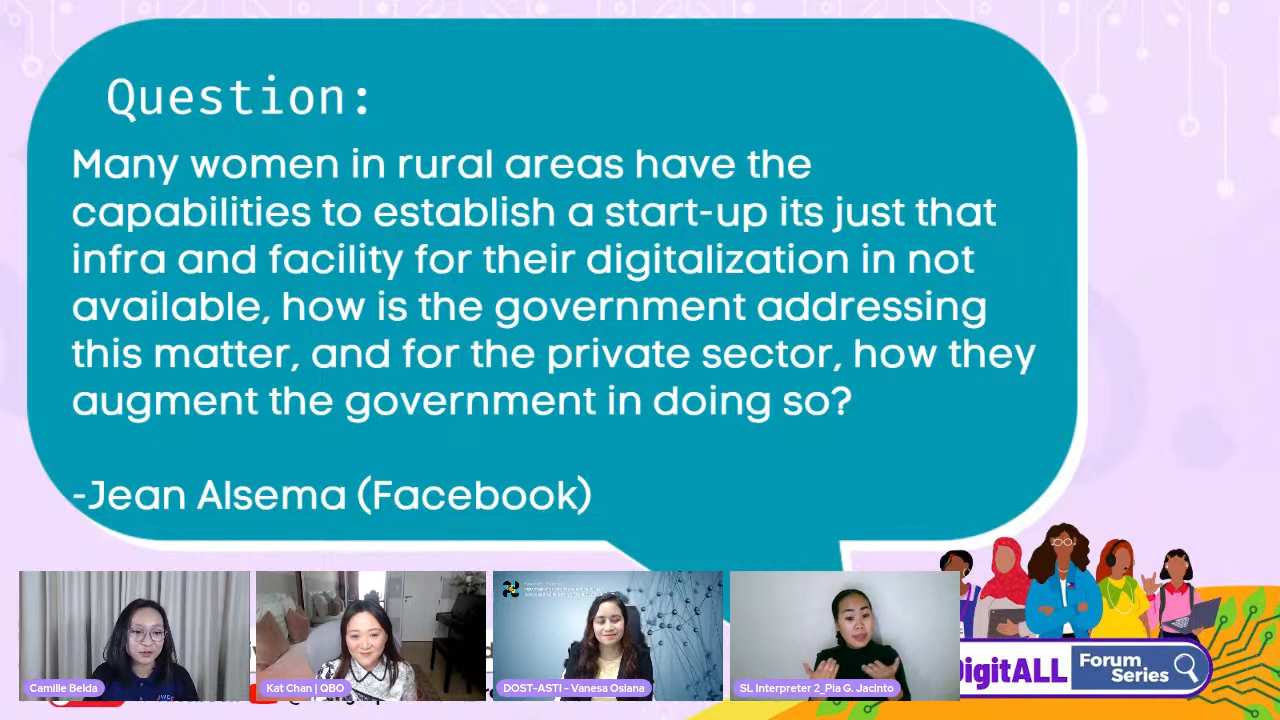 Question:
Many women in rural areas have the
capabilities to establish a start-up its just that
infra and facility for their digitalization in not
available, how is the government addressing
this matter, and for the private sector, how they
augment the government in doing so?
-Jean Alsema (Facebook)
Camille Belda
Kat Chan | QBO
DOST-ASTI - Vanesa Osiana
SL Interpreter 2_Pia G. Jacinto
DigitALL
Forum
Series